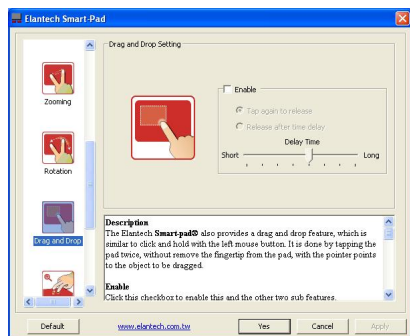 Elantech Smart-Pad
Zooming
Rotation
Drag and Drop
Drag and Drop Setting
Enable
Tap again to release
Release after time delay
Delay Time
Short
Long
Description
The Elantech Smart-pad® also provides a drag and drop feature, which is
similar to click and hold with the left mouse button. It is done by tapping the
pad twice, without remove the fingertip from the pad, with the pointer points
to the object to be dragged.
Enable
Click this checkbox to enable this and the other two sub features.
Default
www.elantech.com.tw
Yes
Cancel
Apply